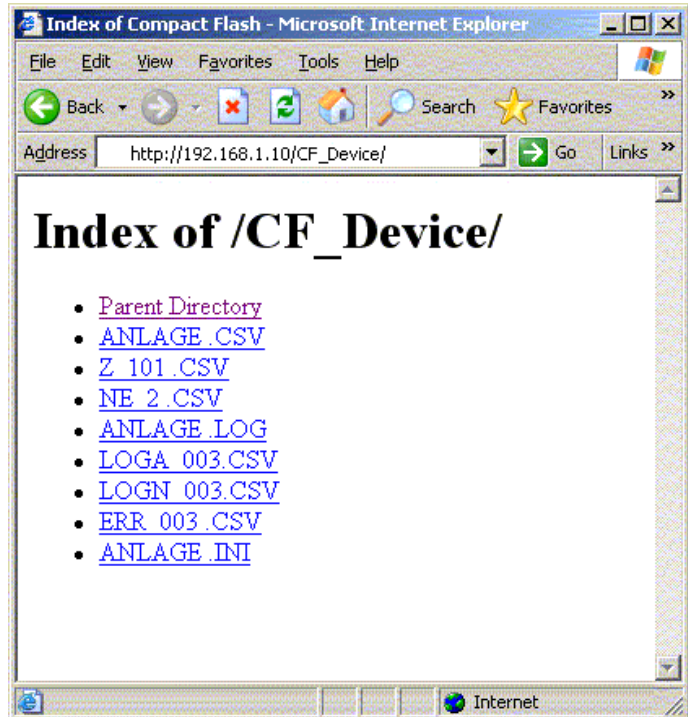 Index of Compact Flash - Microsoft Internet Explorer
File Edit View Favorites Tools Help
Back Search Favorites »
Address http://192.168.1.10/CF_Device/ Go Links »
Index of /CF_Device/
• Parent Directory
• ANLAGE .CSV
• Z_101 .CSV
• NE_2 .CSV
• ANLAGE .LOG
• LOGA_003.CSV
• LOGN_003.CSV
• ERR_003 .CSV
• ANLAGE .INI
Internet